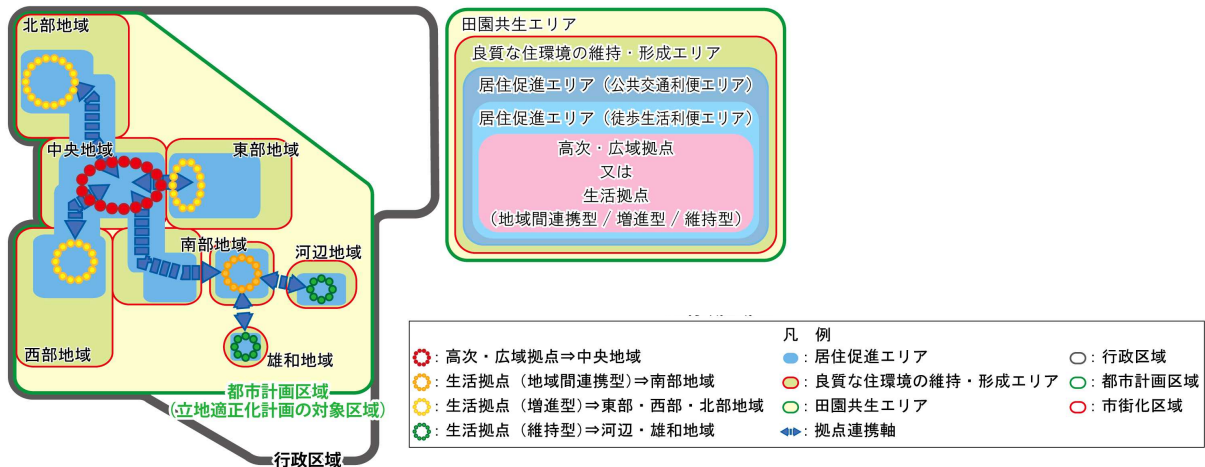 北部地域
中央地域
東部地域
南部地域
河辺地域
西部地域
雄和地域
都市計画区域
(立地適正化計画の対象区域)
行政区域
田園共生エリア
良質な住環境の維持・形成エリア
居住促進エリア(公共交通利便エリア)
居住促進エリア(徒歩生活利便エリア)
高次・広域拠点
又は
生活拠点
(地域間連携型/増進型/維持型)
凡 例
:高次・広域拠点⇒中央地域
:生活拠点(地域間連携型)⇒南部地域
:生活拠点(増進型)⇒東部・西部・北部地域
:生活拠点(維持型)⇒河辺・雄和地域
:居住促進エリア
:良質な住環境の維持・形成エリア
:田園共生エリア
:拠点連携軸
:行政区域
:都市計画区域
:市街化区域